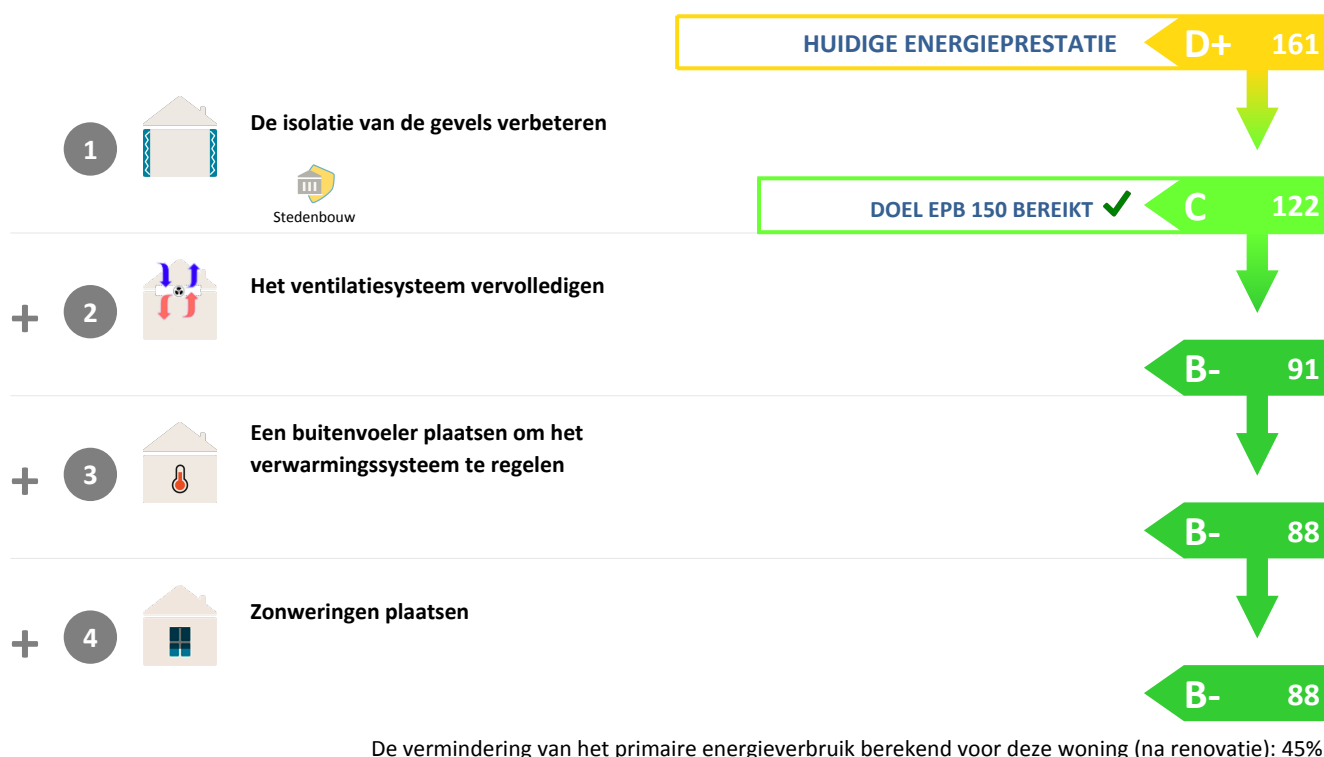 HUIDIGE ENERGIEPRESTATIE D+ 161
1 De isolatie van de gevels verbeteren
Stedenbouw
DOEL EPB 150 BEREIKT ✔ C 122
+ 2 Het ventilatiesysteem vervolledigen
B- 91
+ 3 Een buitenvoeler plaatsen om het
verwarmingssysteem te regelen
B- 88
+ 4 Zonweringen plaatsen
B- 88
De vermindering van het primaire energieverbruik berekend voor deze woning (na renovatie): 45%